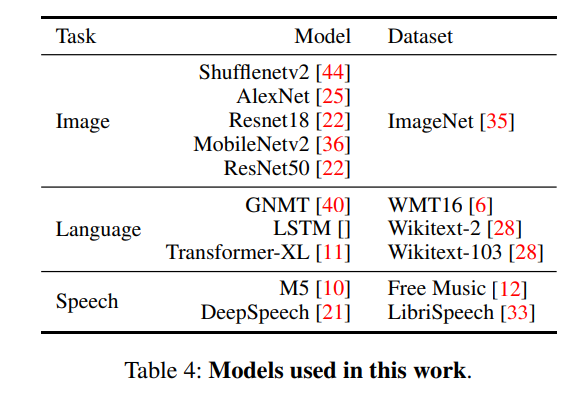 Task Model Dataset
Shufflenetv2 [44]
AlexNet [25]
Image Resnet18 [22] ImageNet [35]
MobileNetv2 [36]
ResNet50 [22]
GNMT [40] WMT16 [6]
Language LSTM [] Wikitext-2 [28]
Transformer-XL [11] Wikitext-103 [28]
Speech M5 [10] Free Music [12]
DeepSpeech [21] LibriSpeech [33]
Table 4: Models used in this work.